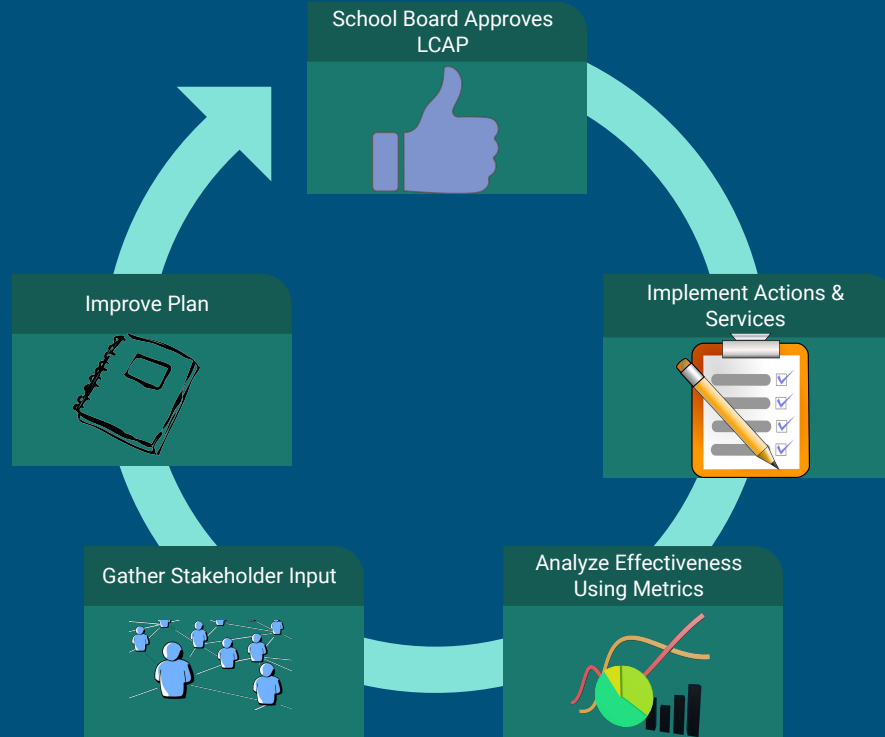 School Board Approves
LCAP
Implement Actions &
Services
Analyze Effectiveness
Using Metrics
Gather Stakeholder Input
Improve Plan